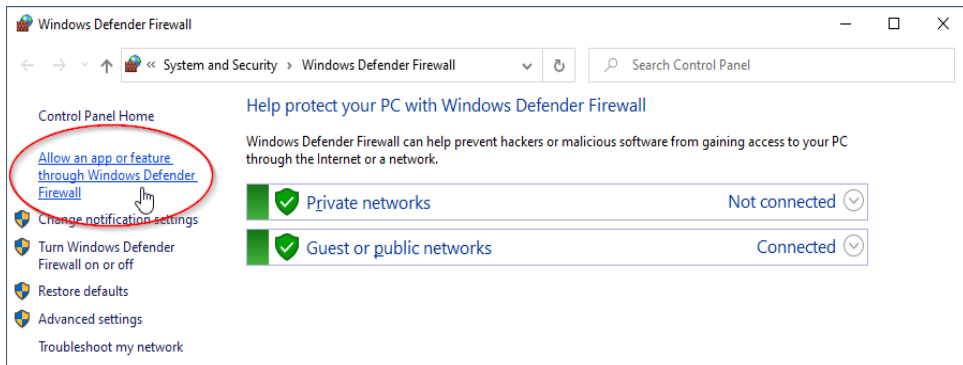 Windows Defender Firewall
« System and Security › Windows Defender Firewall
Search Control Panel
Control Panel Home
Allow an app or feature
through Windows Defender
Firewall
Change notification settings
Turn Windows Defender
Firewall on or off
Restore defaults
Advanced settings
Troubleshoot my network
Help protect your PC with Windows Defender Firewall
Windows Defender Firewall can help prevent hackers or malicious software from gaining access to your PC
through the Internet or a network.
Private networks Not connected
Guest or public networks Connected